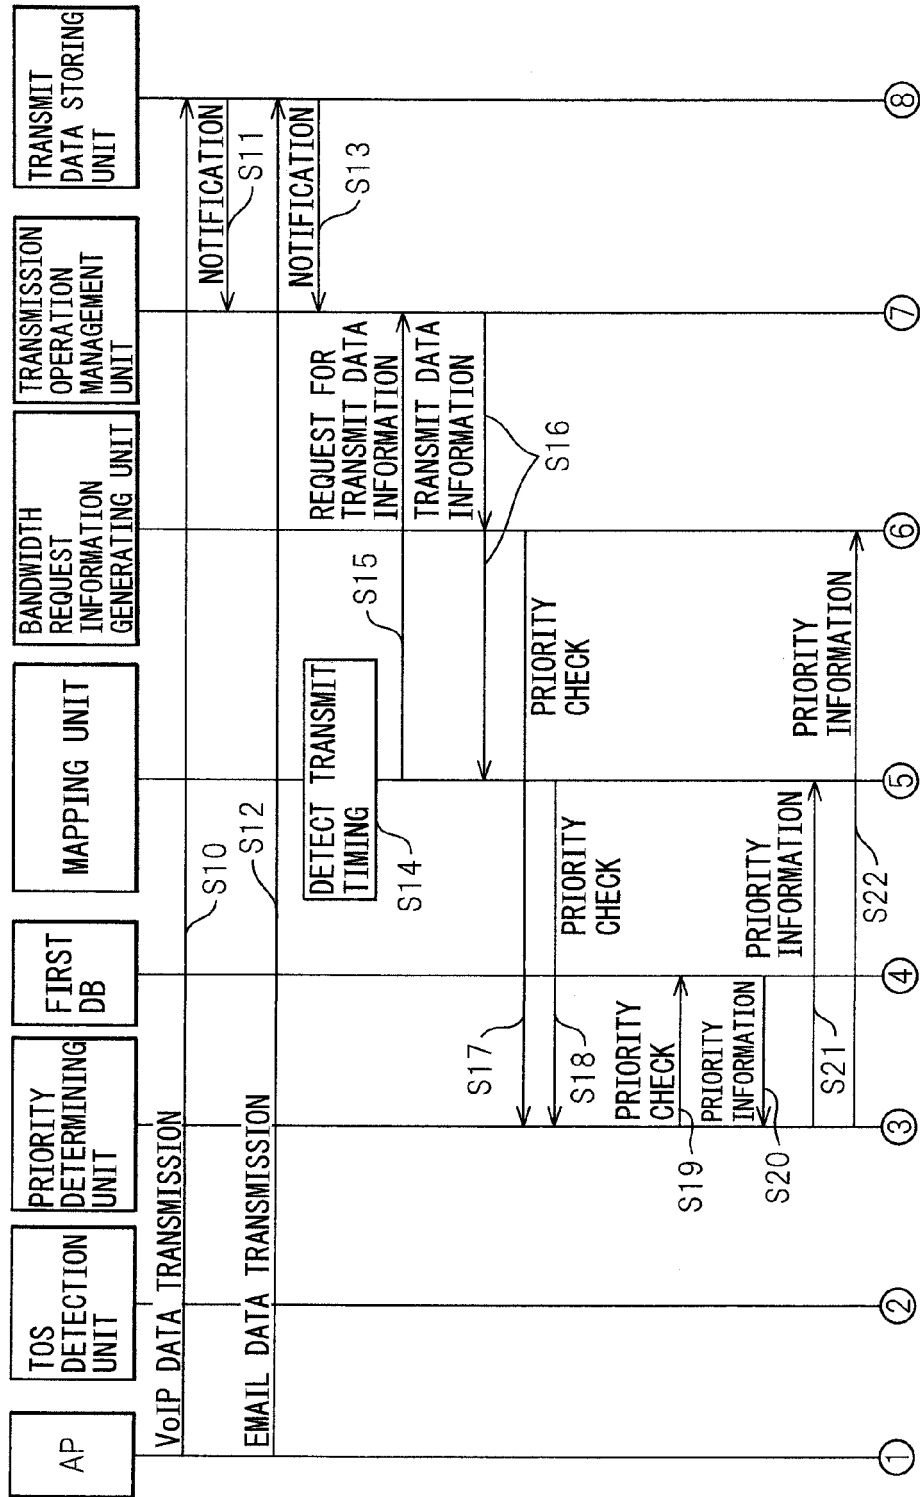 AP
TOS
DETECTION
UNIT
PRIORITY
DETERMINING
UNIT
FIRST
DB
MAPPING UNIT
BANDWIDTH
REQUEST
INFORMATION
GENERATING UNIT
TRANSMISSION
OPERATION
MANAGEMENT
UNIT
TRANSMIT
DATA STORING
UNIT
VoIP DATA TRANSMISSION
S10
NOTIFICATION
S11
EMAIL DATA TRANSMISSION
S12
NOTIFICATION
S13
DETECT TRANSMIT
TIMING
S14
S15
REQUEST FOR
TRANSMIT DATA
INFORMATION
TRANSMIT DATA
INFORMATION
S16
S17
PRIORITY
CHECK
S18
PRIORITY
CHECK
PRIORITY
CHECK
S19
PRIORITY
INFORMATION
S20
PRIORITY
INFORMATION
S21
PRIORITY
INFORMATION
S22
1
2
3
4
5
6
7
8